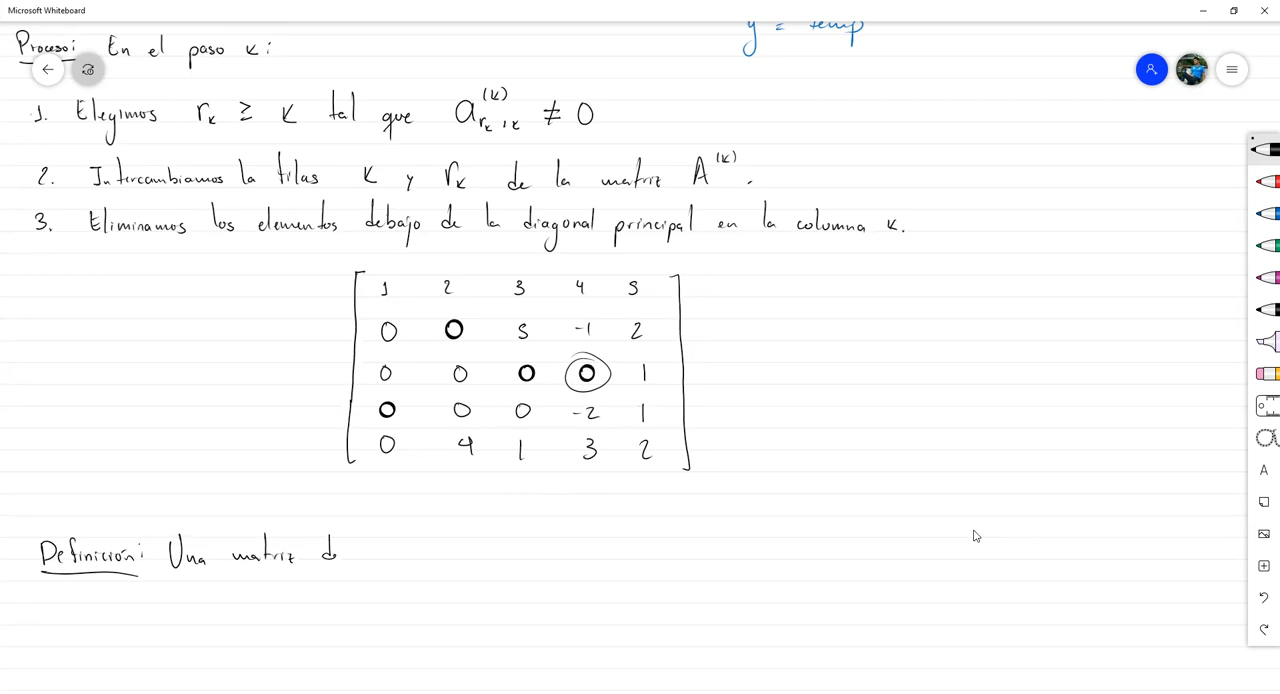 Microsoft Whiteboard
y = temp
Proceso: En el paso k:
1. Elegimos r_k ≥ k tal que a_{r_k,k}^{(k)} ≠ 0
2. Intercambiamos la filas k y r_k de la matriz A^{(k)}.
3. Eliminamos los elementos debajo de la diagonal principal en la columna k.
1 2 3 4 5
0 0 5 -1 2
0 0 0 0 1
0 0 0 -2 1
0 4 1 3 2
Definición: Una matriz d
A